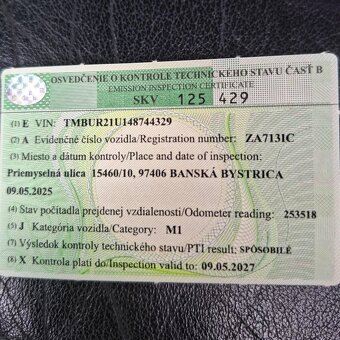 OSVEDČENIE O KONTROLE TECHNICKÉHO STAVU ČASŤ B
EMISSION INSPECTION CERTIFICATE
SKV 125 429
(1) E VIN: TMBUR21U148744329
(2) A Evidenčné číslo vozidla/Registration number: ZA713IC
(3) Miesto a dátum kontroly/Place and date of inspection:
Priemyselná ulica 15460/10, 97406 BANSKÁ BYSTRICA
09.05.2025
(4) Stav počítadla prejdenej vzdialenosti/Odometer reading: 253518
(5) J Kategória vozidla/Category: M1
(7) Výsledok kontroly technického stavu/PTI result: SPÔSOBILÉ
(8) X Kontrola platí do/Inspection valid to: 09.05.2027